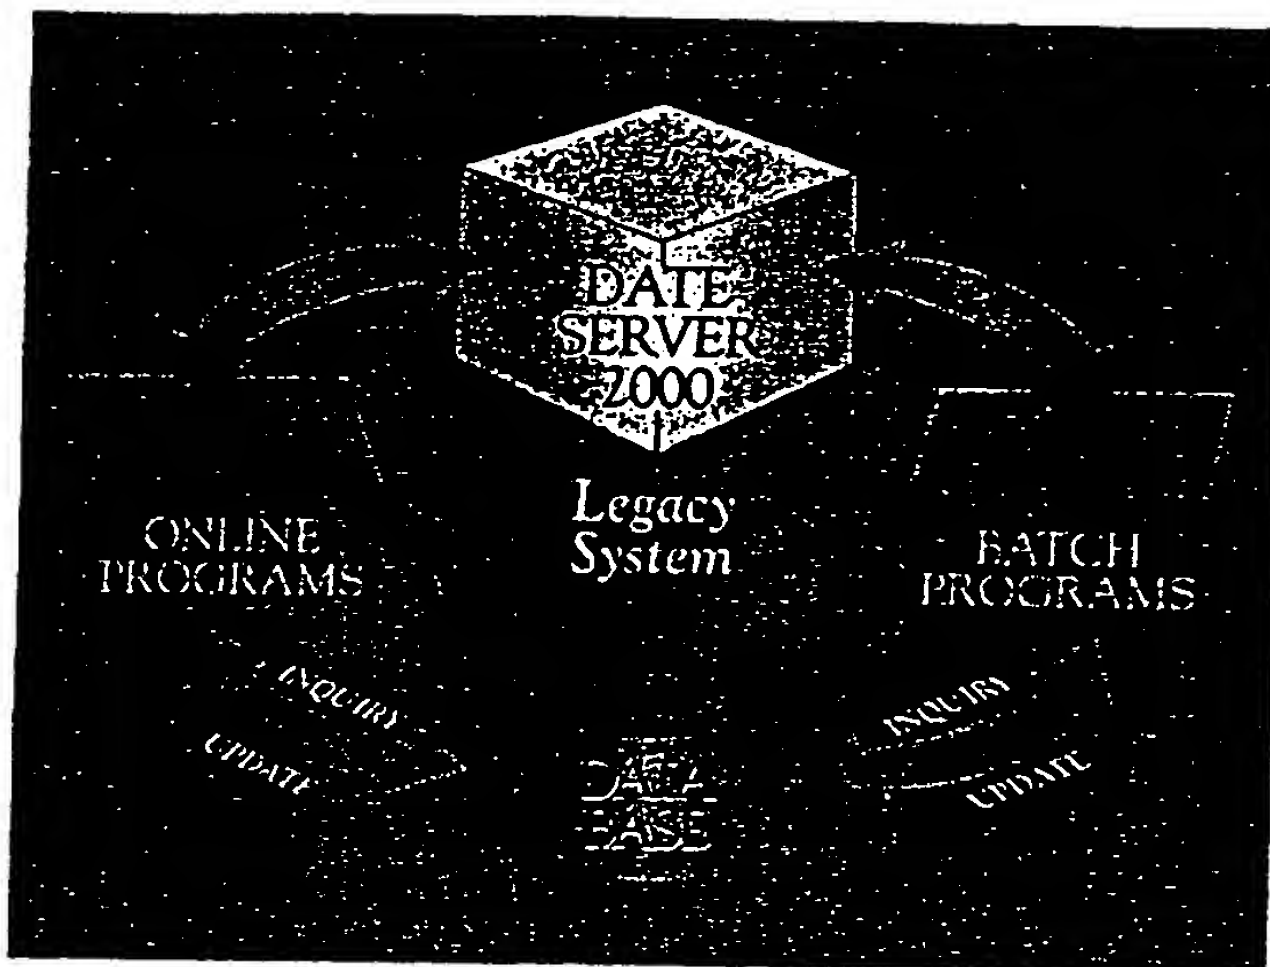 DATE
SERVER
2000
Legacy
System
ONLINE
PROGRAMS
BATCH
PROGRAMS
INQUIRY
UPDATE
INQUIRY
UPDATE
DATA
BASE